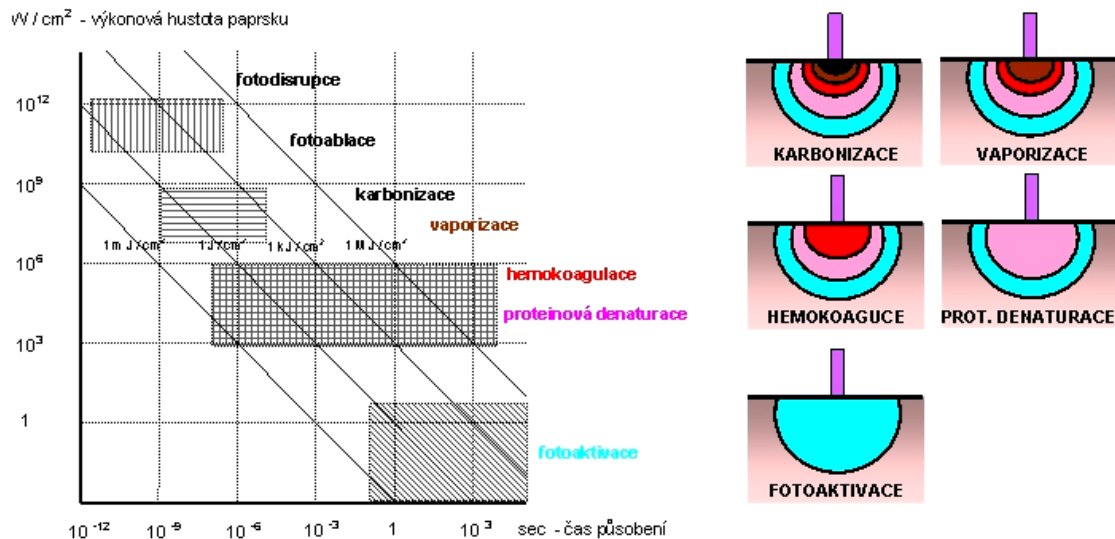 W / cm² - výkonová hustota paprsku
fotodisrupce
10¹²
fotoablace
10⁹
karbonizace
vaporizace
1 m J / cm² 1 J / cm² 1 kJ / cm² 1 MJ / cm²
10⁶
hemokoagulace
proteinová denaturace
10³
1
fotoaktivace
10⁻¹² 10⁻⁹ 10⁻⁶ 10⁻³ 1 10³ sec - čas působení
KARBONIZACE VAPORIZACE
HEMOKOAGUCE PROT. DENATURACE
FOTOAKTIVACE